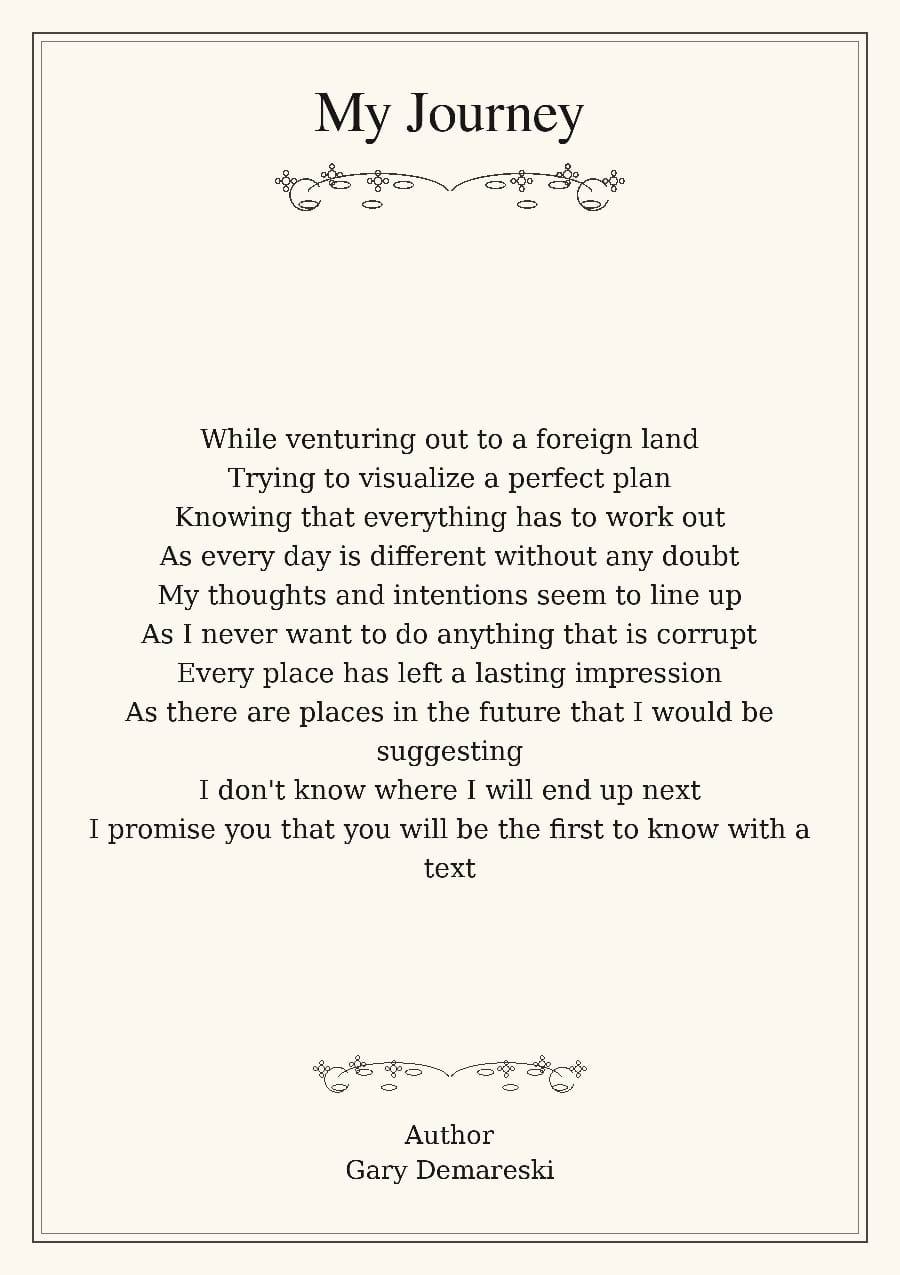 My Journey
While venturing out to a foreign land
Trying to visualize a perfect plan
Knowing that everything has to work out
As every day is different without any doubt
My thoughts and intentions seem to line up
As I never want to do anything that is corrupt
Every place has left a lasting impression
As there are places in the future that I would be
suggesting
I don't know where I will end up next
I promise you that you will be the first to know with a
text
Author
Gary Demareski